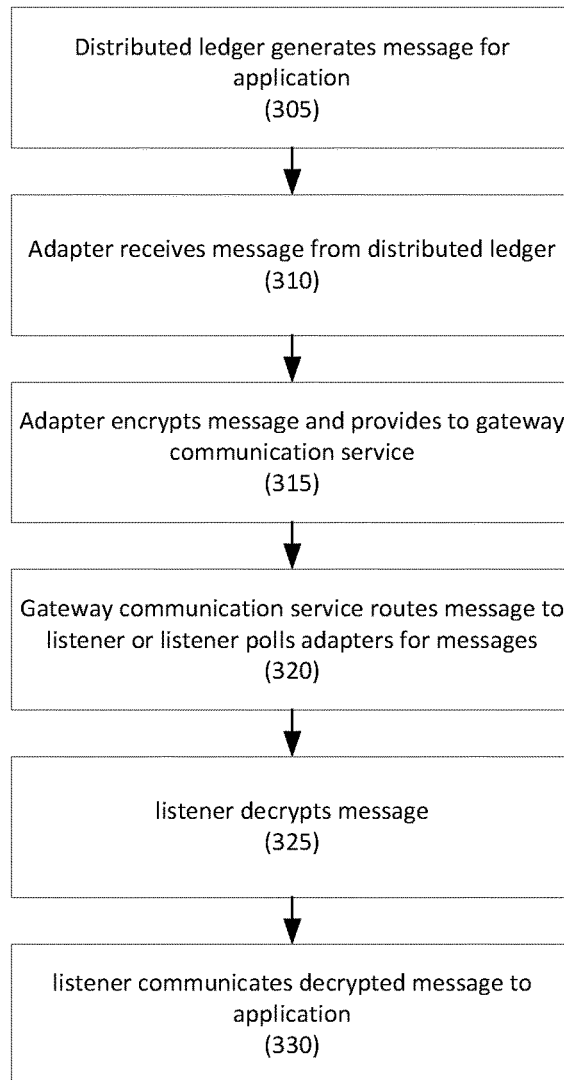 Distributed ledger generates message for
application
(305)
Adapter receives message from distributed ledger
(310)
Adapter encrypts message and provides to gateway
communication service
(315)
Gateway communication service routes message to
listener or listener polls adapters for messages
(320)
listener decrypts message
(325)
listener communicates decrypted message to
application
(330)